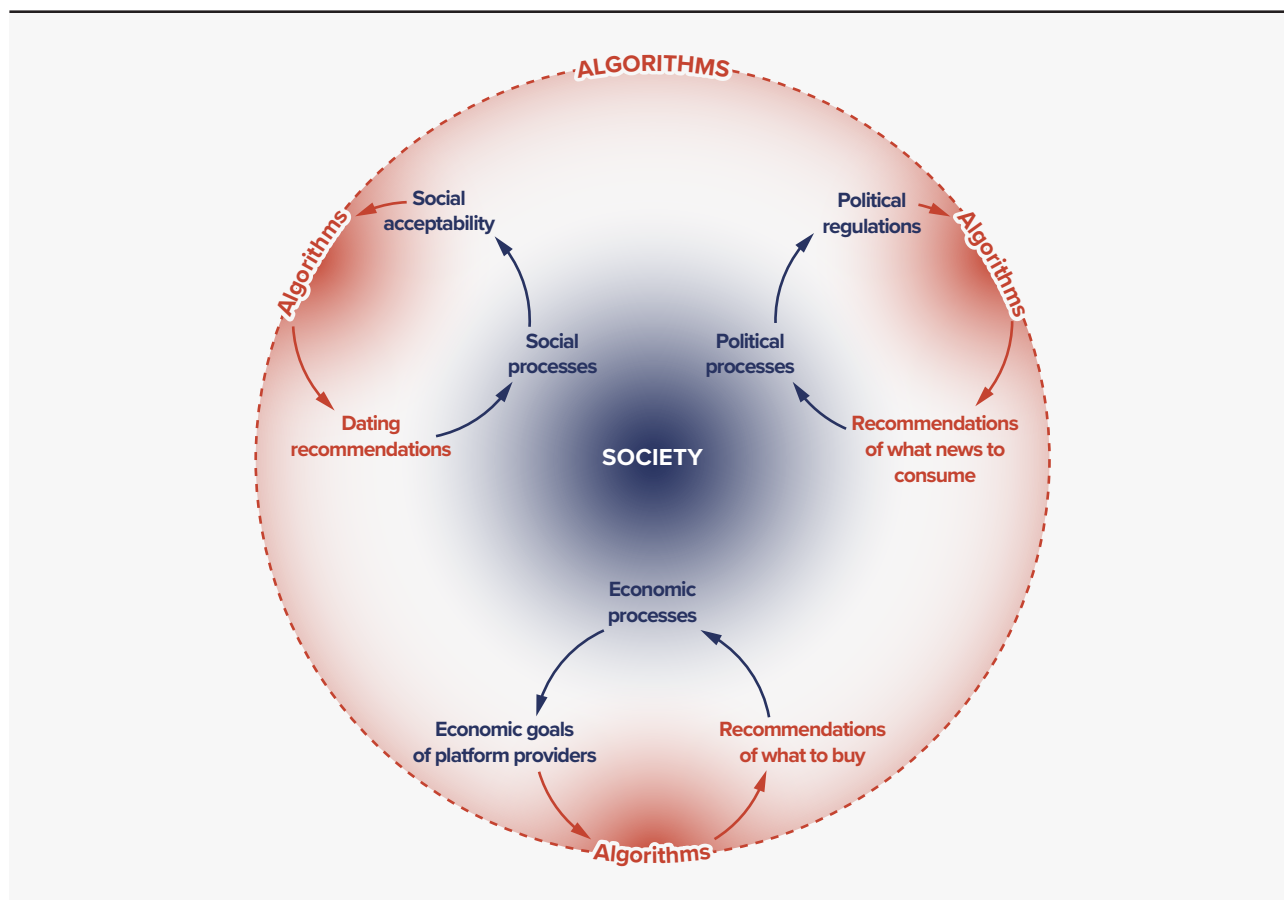 ALGORITHMS
Social
acceptability
Algorithms
Social
processes
Dating
recommendations
Political
regulations
Algorithms
Political
processes
Recommendations
of what news to
consume
SOCIETY
Economic
processes
Economic goals
of platform providers
Recommendations
of what to buy
Algorithms